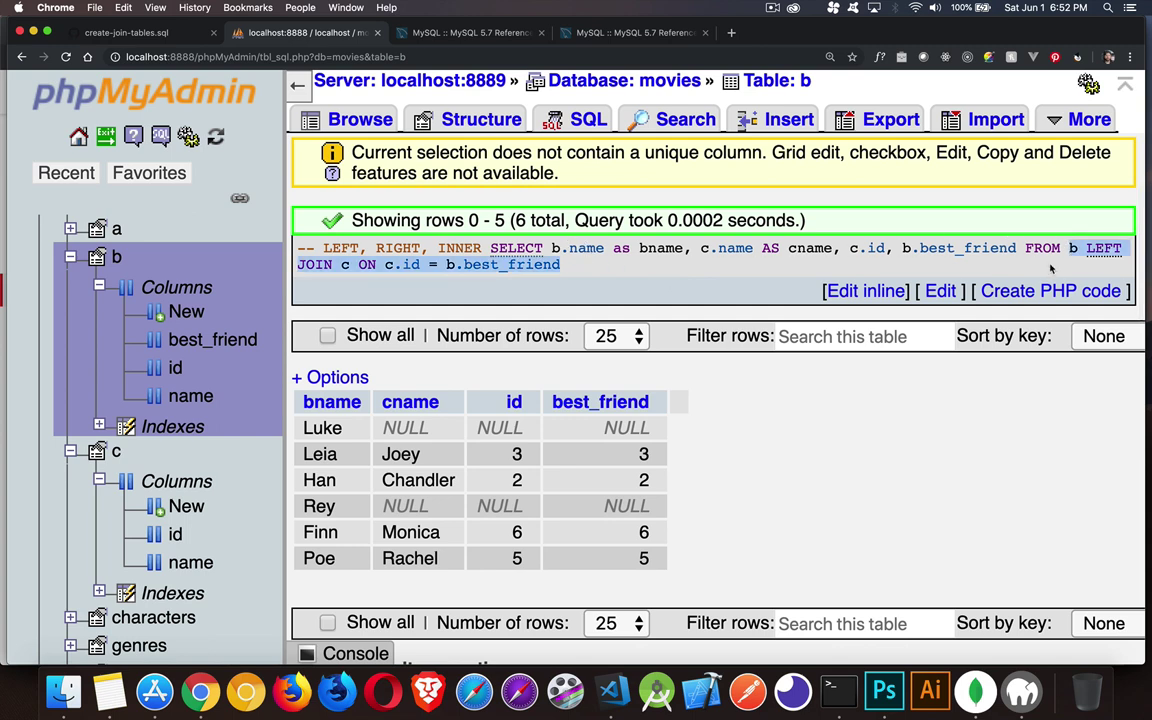 Chrome File Edit View History Bookmarks People Window Help 100% Sat Jun 1 6:52 PM
create-join-tables.sql × localhost:8888 / localhost / mo × MySQL :: MySQL 5.7 Referenc × MySQL :: MySQL 5.7 Referenc × +
localhost:8888/phpMyAdmin/tbl_sql.php?db=movies&table=b
phpMyAdmin
Recent Favorites
a
b
Columns
New
best_friend
id
name
Indexes
c
Columns
New
id
name
Indexes
characters
genres
Server: localhost:8889 » Database: movies » Table: b
Browse Structure SQL Search Insert Export Import More
Current selection does not contain a unique column. Grid edit, checkbox, Edit, Copy and Delete
features are not available.
Showing rows 0 - 5 (6 total, Query took 0.0002 seconds.)
-- LEFT, RIGHT, INNER SELECT b.name as bname, c.name AS cname, c.id, b.best_friend FROM b LEFT
JOIN c ON c.id = b.best_friend
[Edit inline] [ Edit ] [ Create PHP code ]
Show all | Number of rows: 25 Filter rows: Search this table Sort by key: None
+ Options
bname cname id best_friend
Luke NULL NULL NULL
Leia Joey 3 3
Han Chandler 2 2
Rey NULL NULL NULL
Finn Monica 6 6
Poe Rachel 5 5
Show all | Number of rows: 25 Filter rows: Search this table Sort by key: None
Console
Ps Ai